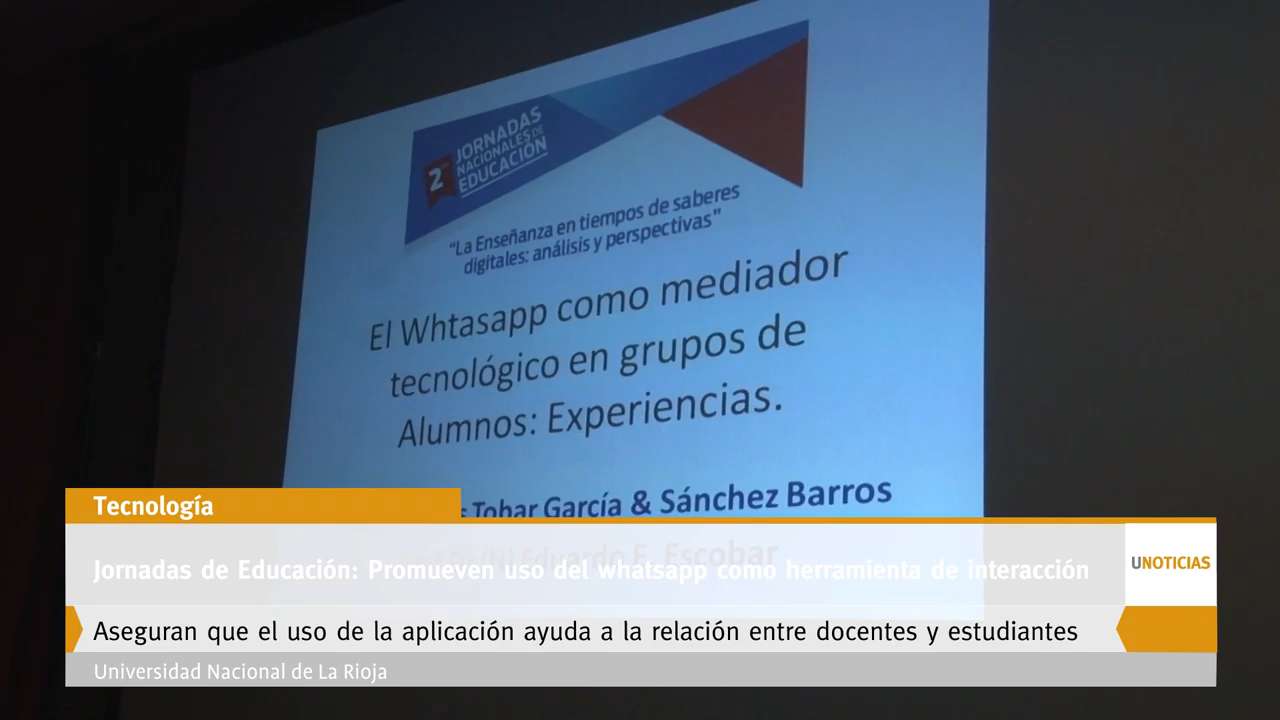 2
JORNADAS
NACIONALES DE
EDUCACIÓN
"La Enseñanza en tiempos de saberes
digitales: análisis y perspectivas"
El Whtasapp como mediador
tecnológico en grupos de
Alumnos: Experiencias.
Tobar García & Sánchez Barros
Eduardo E. Escobar
Tecnología
Jornadas de Educación: Promueven uso del whatsapp como herramienta de interacción
UNOTICIAS
Aseguran que el uso de la aplicación ayuda a la relación entre docentes y estudiantes
Universidad Nacional de La Rioja